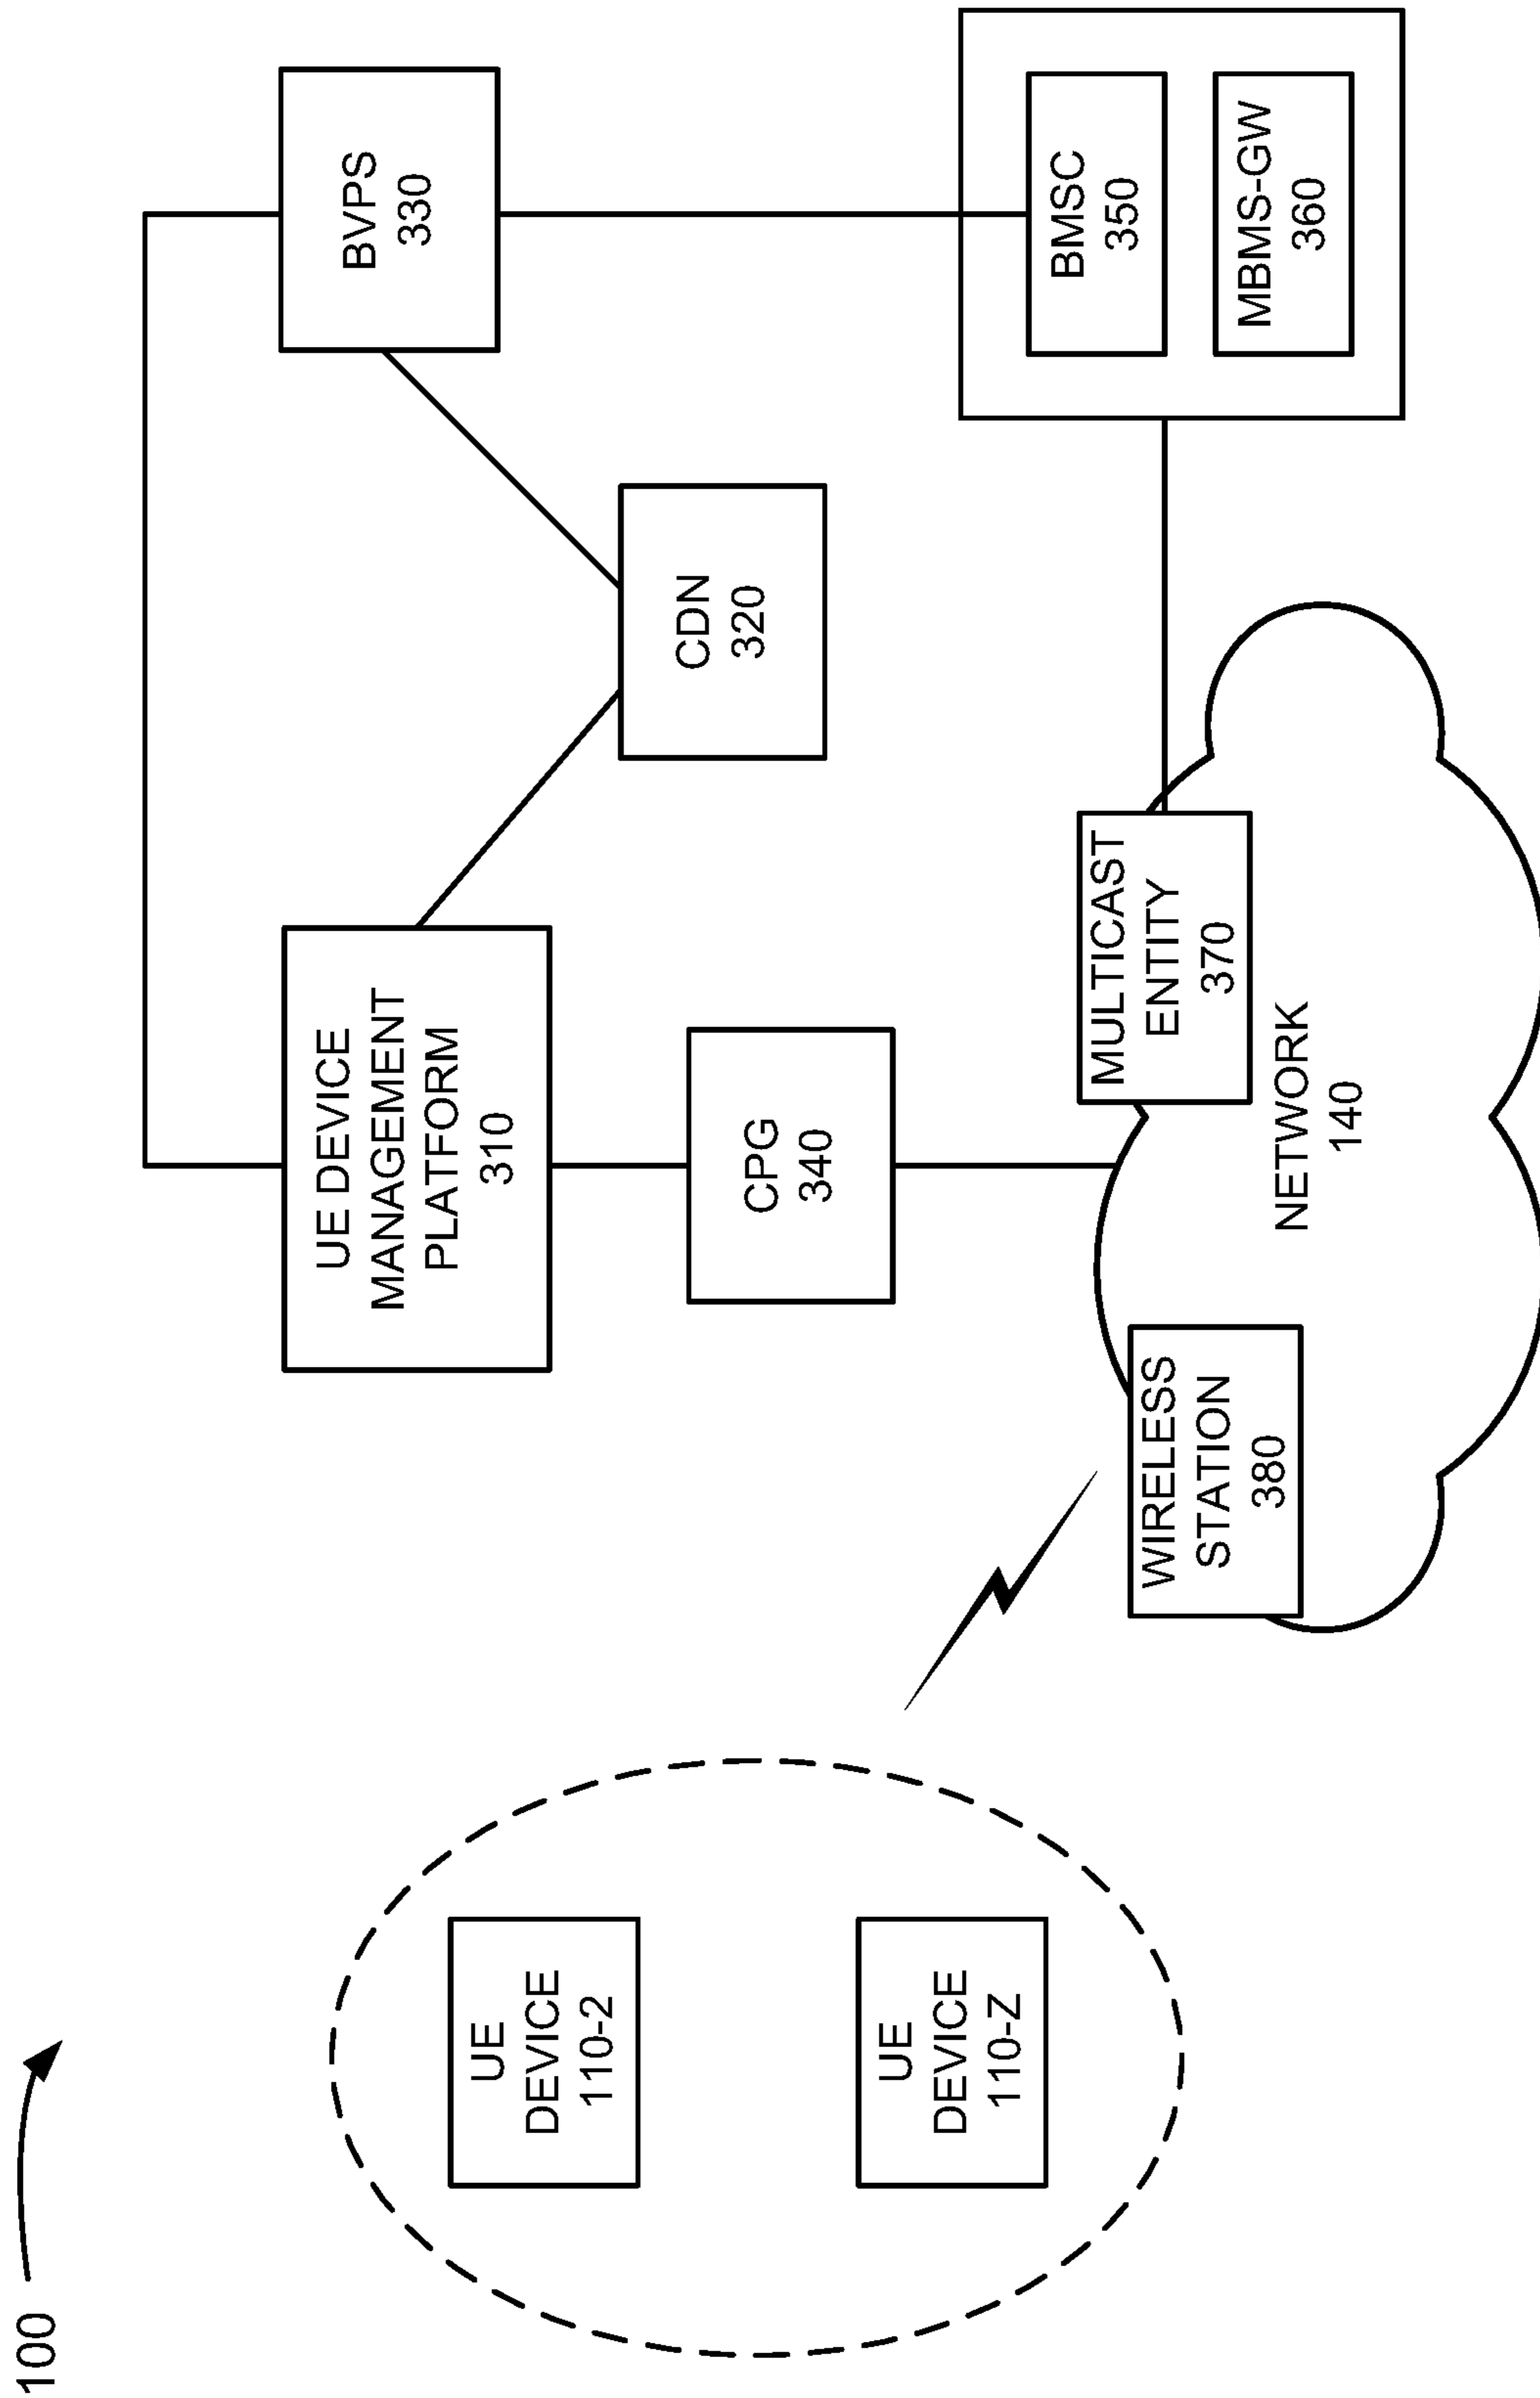 100
UE DEVICE
MANAGEMENT
PLATFORM
310
BVPS
330
UE
DEVICE
110-2
CDN
320
CPG
340
UE
DEVICE
110-Z
BMSC
350
MBMS-GW
360
MULTICAST
ENTITY
370
WIRELESS
STATION
380
NETWORK
140